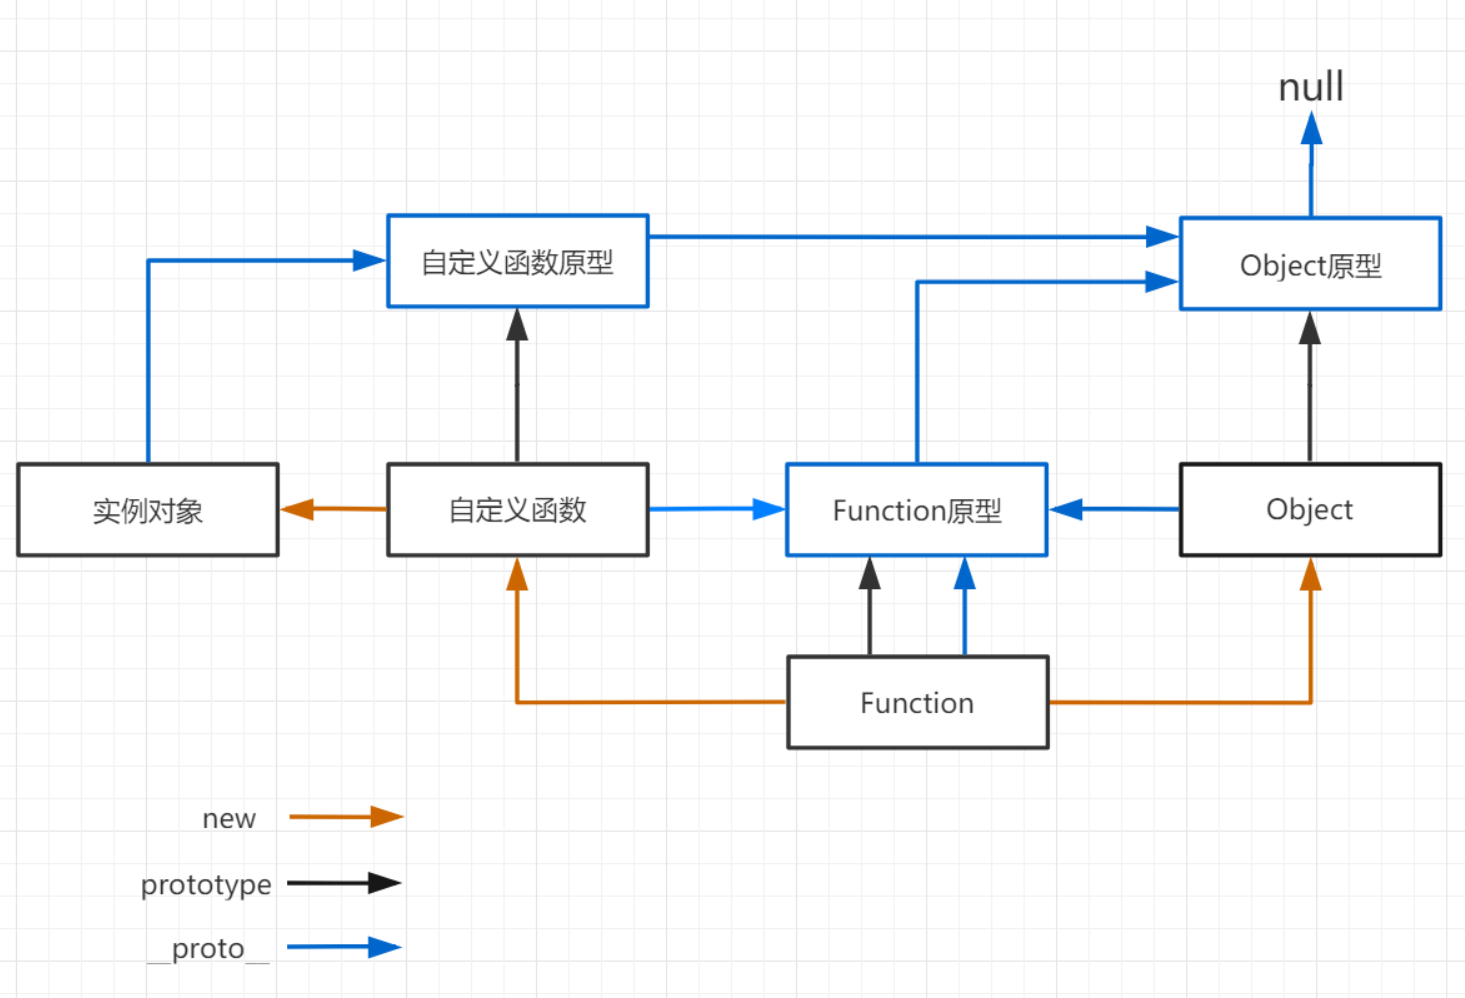 null
自定义函数原型
Object原型
实例对象
自定义函数
Function原型
Object
Function
new
prototype
__proto__